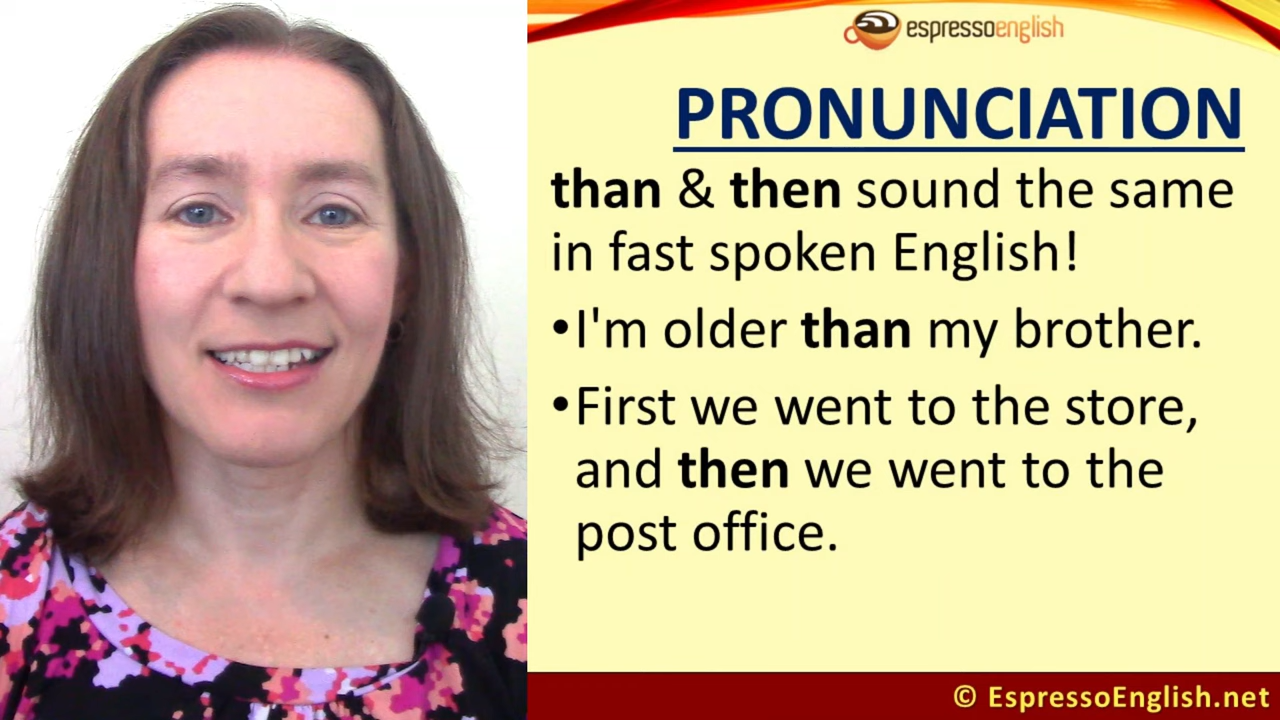 espressoenglish
PRONUNCIATION
than & then sound the same
in fast spoken English!
•I'm older than my brother.
•First we went to the store,
and then we went to the
post office.
© EspressoEnglish.net